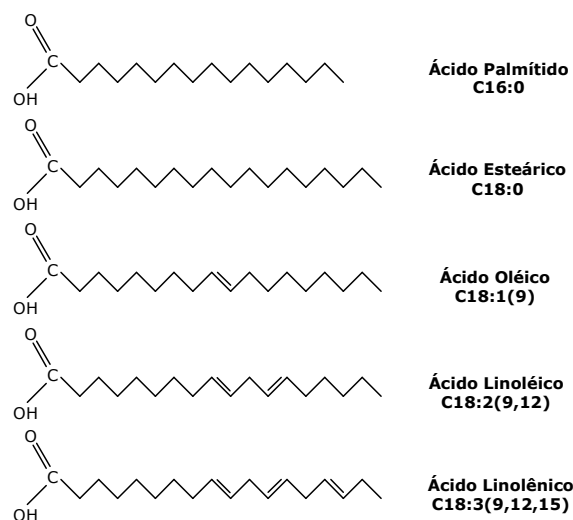 O
C
OH
Ácido Palmítido
C16:0
O
C
OH
Ácido Esteárico
C18:0
O
C
OH
Ácido Oléico
C18:1(9)
O
C
OH
Ácido Linoléico
C18:2(9,12)
O
C
OH
Ácido Linolênico
C18:3(9,12,15)